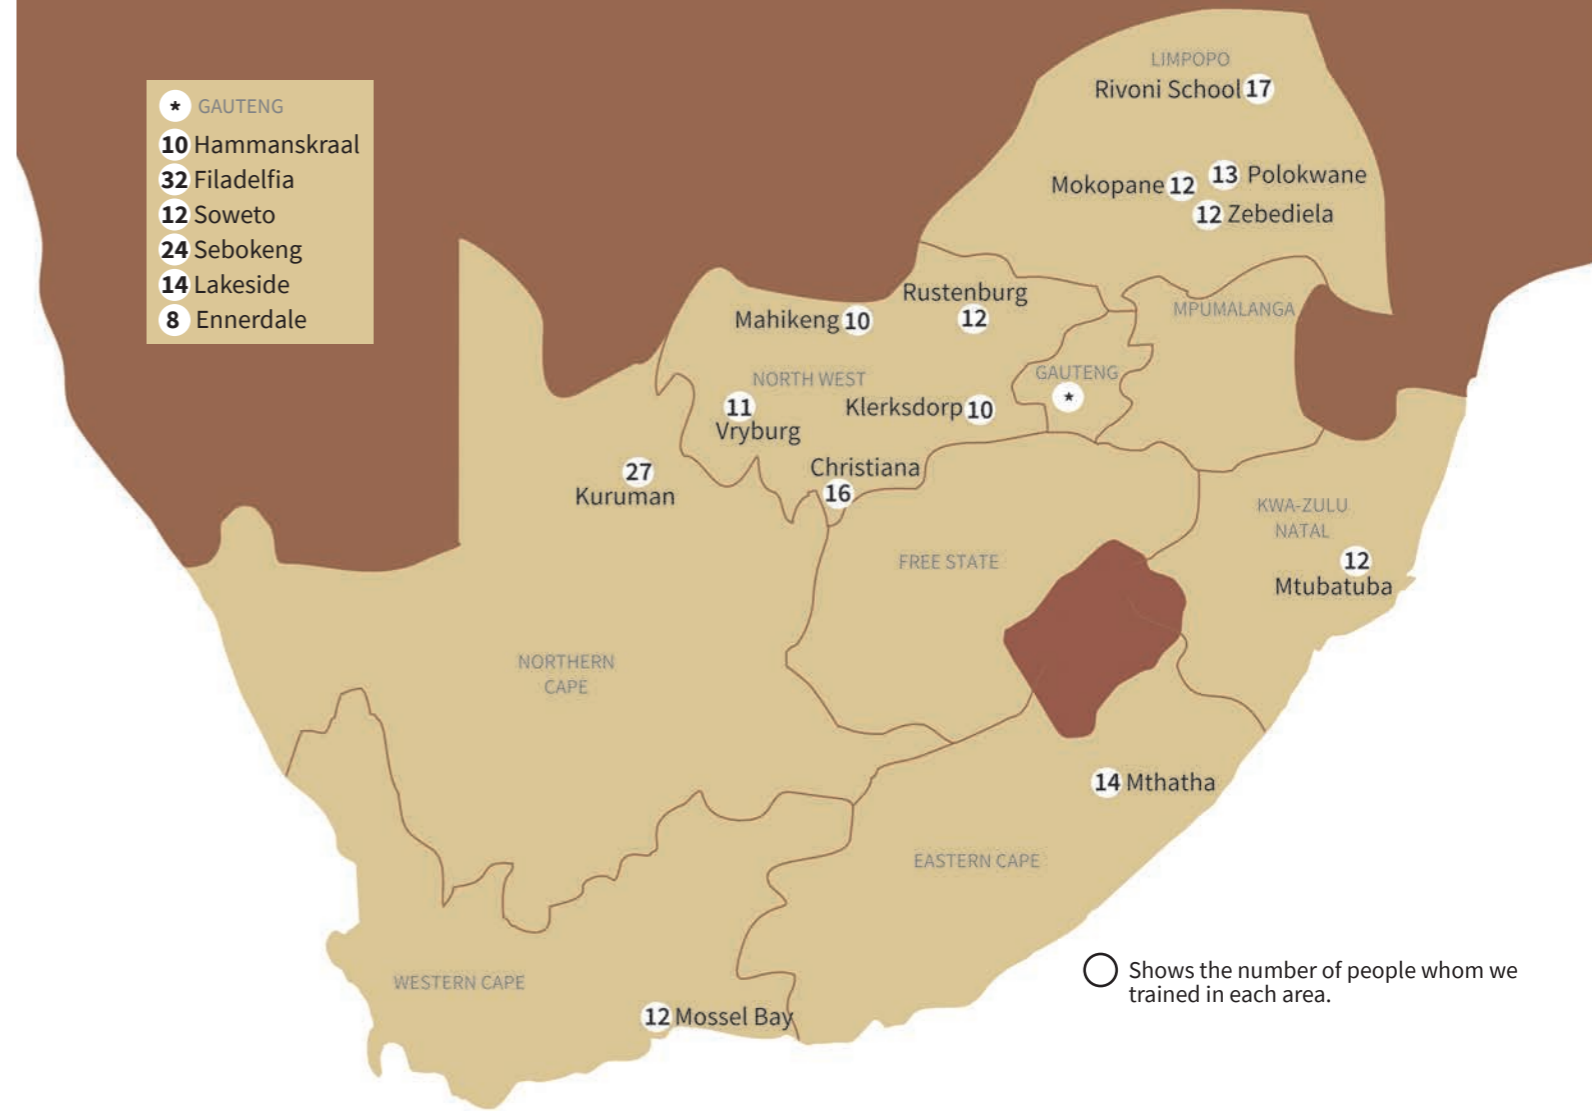 * GAUTENG
10 Hammanskraal
32 Filadelfia
12 Soweto
24 Sebokeng
14 Lakeside
8 Ennerdale
LIMPOPO
Rivoni School 17
13 Polokwane
Mokopane 12
12 Zebediela
Rustenburg
12
Mahikeng 10
MPUMALANGA
NORTH WEST
GAUTENG
*
11
Vryburg
Klerksdorp 10
Christiana
16
27
Kuruman
KWA-ZULU
NATAL
12
Mtubatuba
FREE STATE
NORTHERN
CAPE
14 Mthatha
EASTERN CAPE
WESTERN CAPE
12 Mossel Bay
Shows the number of people whom we
trained in each area.